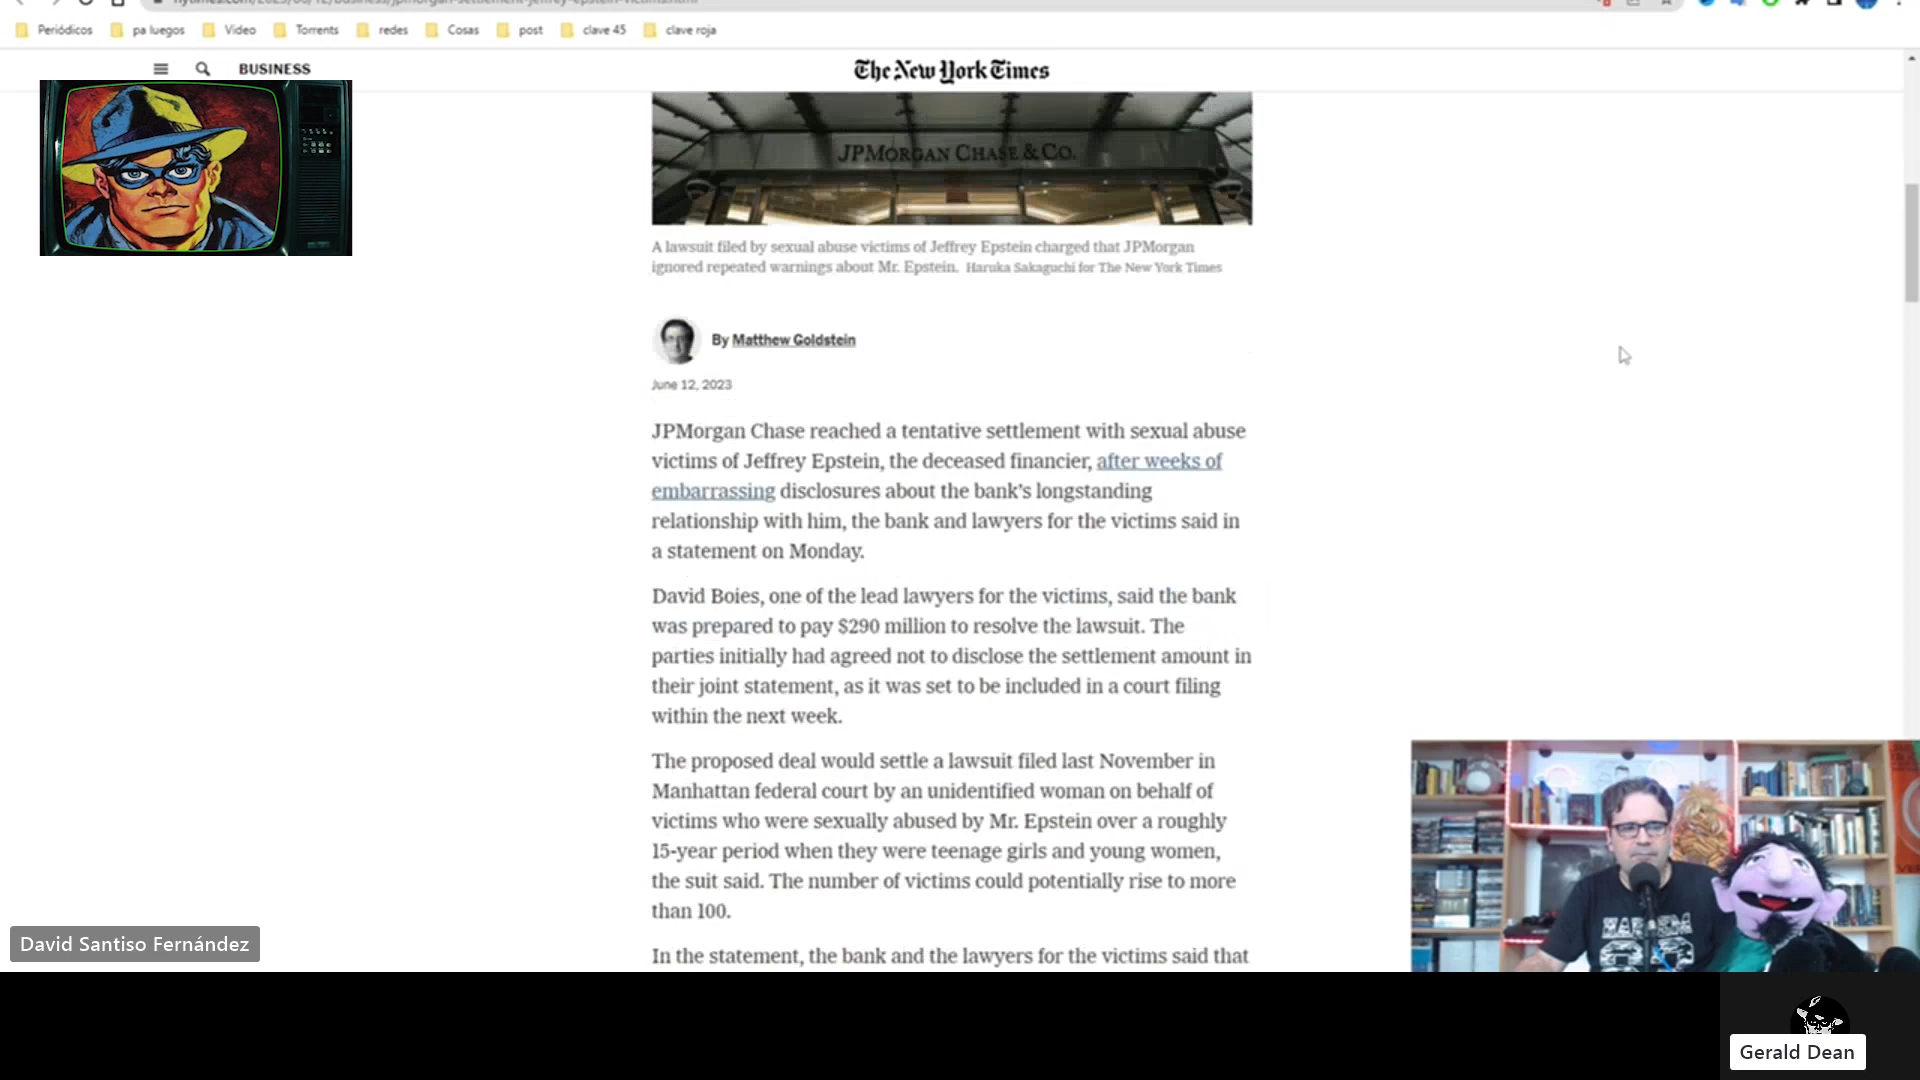 Periódicos
pa luegos
Video
Torrents
redes
Cosas
post
clave 45
clave roja
BUSINESS
The New York Times
JPMORGAN CHASE & CO.
A lawsuit filed by sexual abuse victims of Jeffrey Epstein charged that JPMorgan
ignored repeated warnings about Mr. Epstein. Haruka Sakaguchi for The New York Times
By Matthew Goldstein
June 12, 2023
JPMorgan Chase reached a tentative settlement with sexual abuse
victims of Jeffrey Epstein, the deceased financier, after weeks of
embarrassing disclosures about the bank's longstanding
relationship with him, the bank and lawyers for the victims said in
a statement on Monday.
David Boies, one of the lead lawyers for the victims, said the bank
was prepared to pay $290 million to resolve the lawsuit. The
parties initially had agreed not to disclose the settlement amount in
their joint statement, as it was set to be included in a court filing
within the next week.
The proposed deal would settle a lawsuit filed last November in
Manhattan federal court by an unidentified woman on behalf of
victims who were sexually abused by Mr. Epstein over a roughly
15-year period when they were teenage girls and young women,
the suit said. The number of victims could potentially rise to more
than 100.
In the statement, the bank and the lawyers for the victims said that
David Santiso Fernández
Gerald Dean